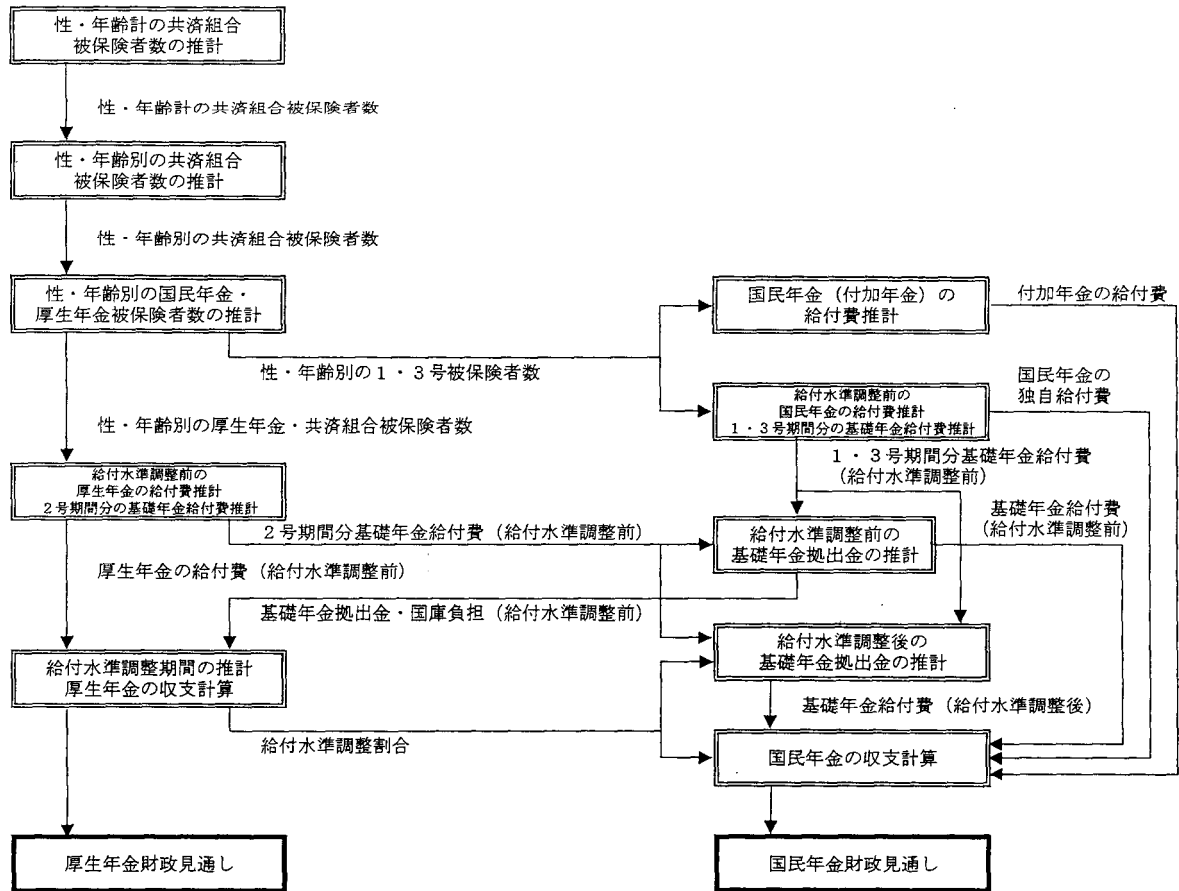 性・年齢計の共済組合
被保険者数の推計
性・年齢計の共済組合被保険者数
性・年齢別の共済組合
被保険者数の推計
性・年齢別の共済組合被保険者数
性・年齢別の国民年金・
厚生年金被保険者数の推計
国民年金（付加年金）の
給付費推計
付加年金の給付費
性・年齢別の１・３号被保険者数
国民年金の
独自給付費
給付水準調整前の
国民年金の給付費推計
１・３号期間分の基礎年金給付費推計
性・年齢別の厚生年金・共済組合被保険者数
１・３号期間分基礎年金給付費
（給付水準調整前）
給付水準調整前の
厚生年金の給付費推計
２号期間分の基礎年金給付費推計
基礎年金給付費
（給付水準調整前）
２号期間分基礎年金給付費（給付水準調整前）
給付水準調整前の
基礎年金拠出金の推計
厚生年金の給付費（給付水準調整前）
基礎年金拠出金・国庫負担（給付水準調整前）
給付水準調整後の
基礎年金拠出金の推計
給付水準調整期間の推計
厚生年金の収支計算
基礎年金給付費（給付水準調整後）
給付水準調整割合
国民年金の収支計算
厚生年金財政見通し
国民年金財政見通し